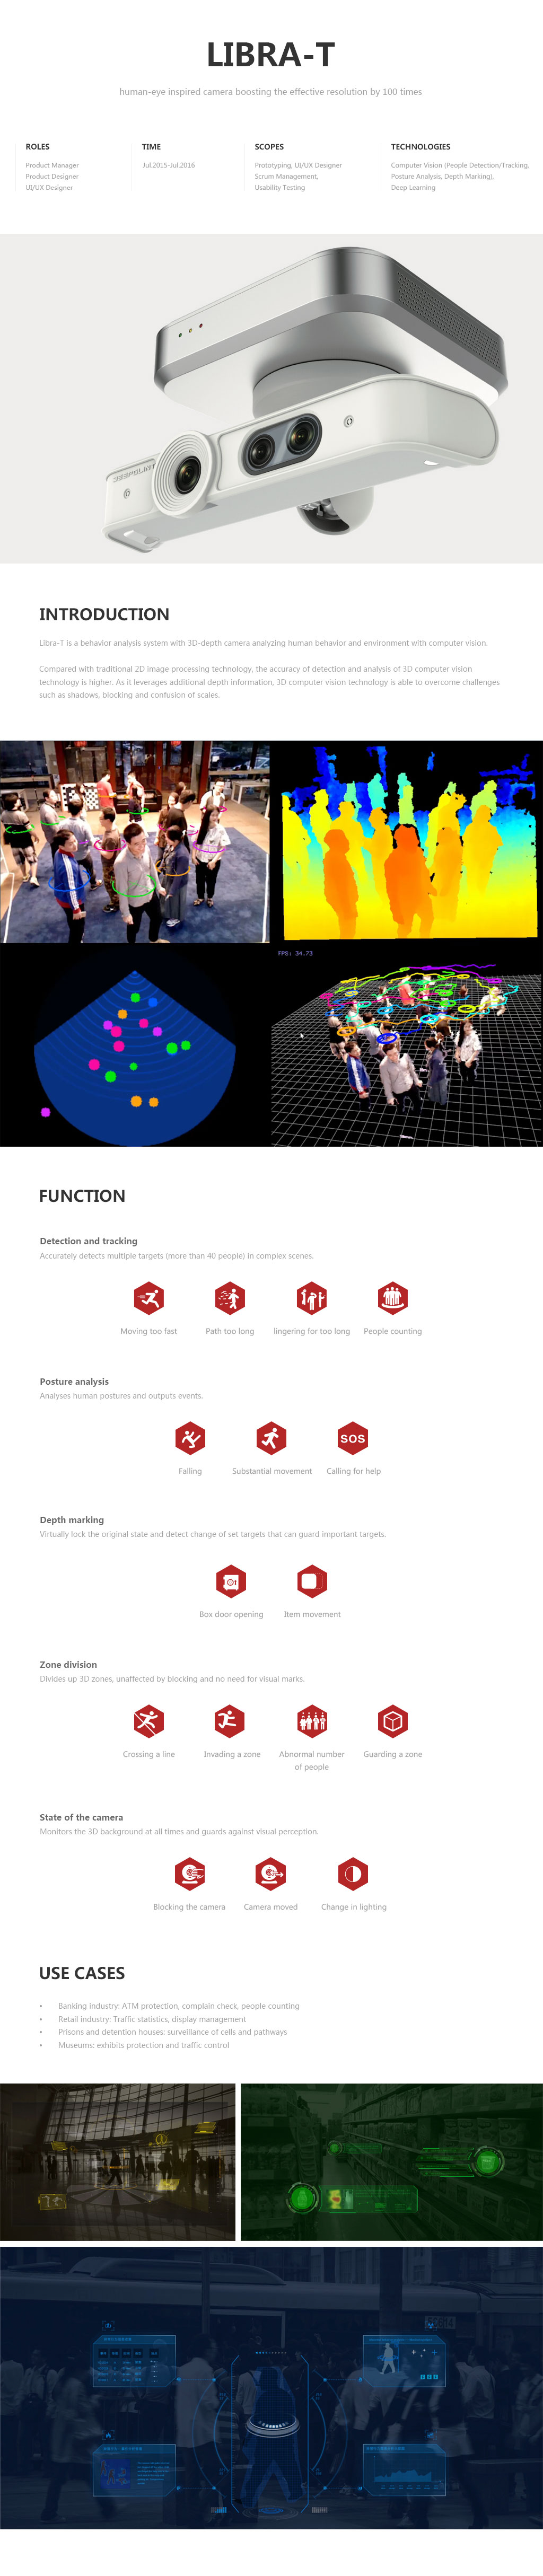 LIBRA-T
human-eye inspired camera boosting the effective resolution by 100 times
ROLES
Product Manager
Product Designer
UI/UX Designer
TIME
Jul.2015-Jul.2016
SCOPES
Prototyping, UI/UX Designer
Scrum Management,
Usability Testing
TECHNOLOGIES
Computer Vision (People Detection/Tracking,
Posture Analysis, Depth Marking),
Deep Learning
DEEPGLINT
INTRODUCTION
Libra-T is a behavior analysis system with 3D-depth camera analyzing human behavior and environment with computer vision.
Compared with traditional 2D image processing technology, the accuracy of detection and analysis of 3D computer vision
technology is higher. As it leverages additional depth information, 3D computer vision technology is able to overcome challenges
such as shadows, blocking and confusion of scales.
FPS: 34.73
FUNCTION
Detection and tracking
Accurately detects multiple targets (more than 40 people) in complex scenes.
Moving too fast
Path too long
lingering for too long
People counting
Posture analysis
Analyses human postures and outputs events.
SOS
Falling
Substantial movement
Calling for help
Depth marking
Virtually lock the original state and detect change of set targets that can guard important targets.
Box door opening
Item movement
Zone division
Divides up 3D zones, unaffected by blocking and no need for visual marks.
Crossing a line
Invading a zone
Abnormal number
of people
Guarding a zone
State of the camera
Monitors the 3D background at all times and guards against visual perception.
Blocking the camera
Camera moved
Change in lighting
USE CASES
• Banking industry: ATM protection, complain check, people counting
• Retail industry: Traffic statistics, display management
• Prisons and detention houses: surveillance of cells and pathways
• Museums: exhibits protection and traffic control